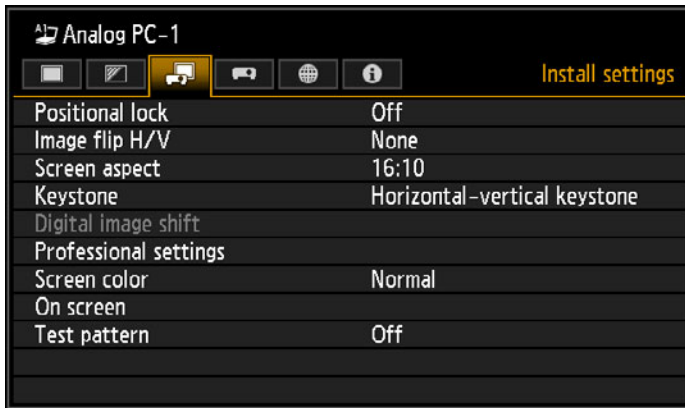 Analog PC-1
Install settings
Positional lock Off
Image flip H/V None
Screen aspect 16:10
Keystone Horizontal-vertical keystone
Digital image shift
Professional settings
Screen color Normal
On screen
Test pattern Off